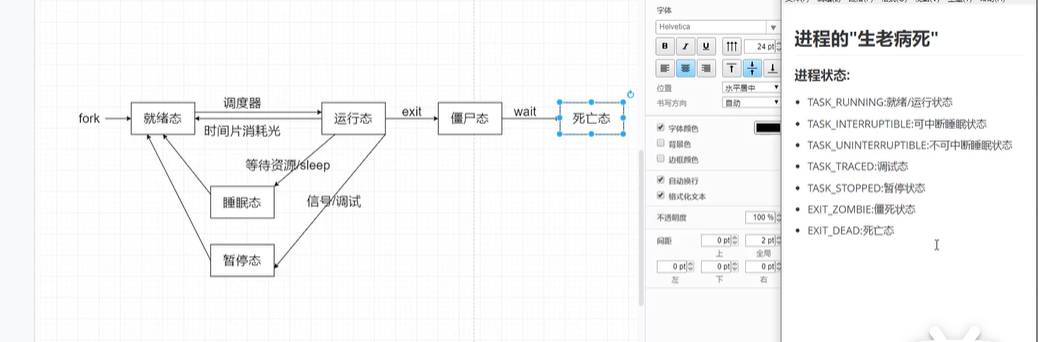 调度器
fork
就绪态
运行态
exit
僵尸态
wait
死亡态
时间片消耗光
等待资源/sleep
睡眠态
信号/调试
暂停态
字体
Helvetica
B I U
24 pt
位置
水平居中
书写方向
自动
字体颜色
背景色
边框颜色
自动换行
格式化文本
不透明度
100 %
间距
0 pt
2 pt
上
全局
0 pt
0 pt
0 pt
左
下
右
进程的"生老病死"
进程状态:
TASK_RUNNING:就绪/运行状态
TASK_INTERRUPTIBLE:可中断睡眠状态
TASK_UNINTERRUPTIBLE:不可中断睡眠状态
TASK_TRACED:调试态
TASK_STOPPED:暂停状态
EXIT_ZOMBIE:僵死状态
EXIT_DEAD:死亡态